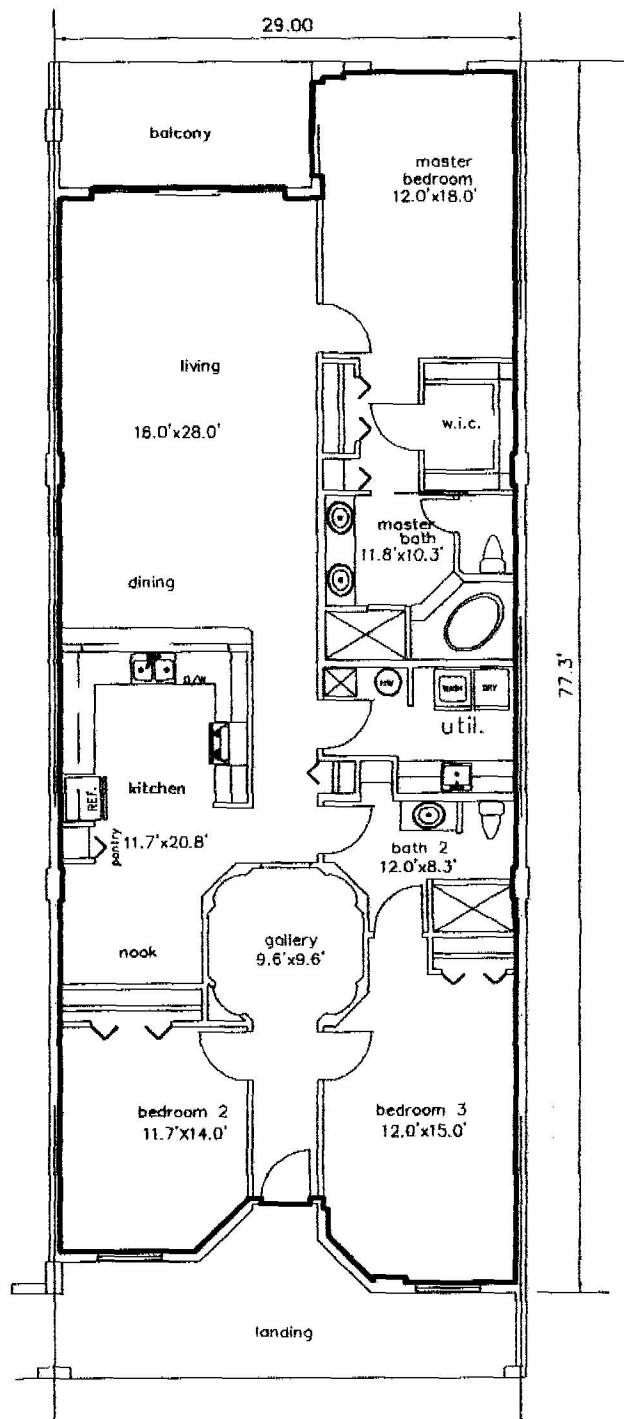 29.00
balcony
master
bedroom
12.0'x18.0'
living
16.0'x28.0'
w.i.c.
master
bath
11.8'x10.3'
dining
77.3'
D/W
HW
WASH
DRY
util.
kitchen
REF.
pantry
11.7'x20.8'
bath 2
12.0'x8.3'
gallery
9.6'x9.6'
nook
bedroom 2
11.7'X14.0'
bedroom 3
12.0'x15.0'
landing